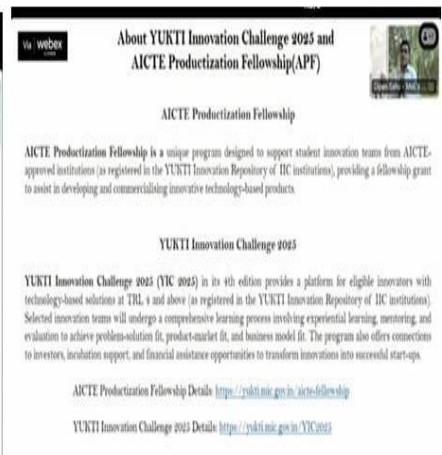 Via webex
About YUKTI Innovation Challenge 2025 and
AICTE Productization Fellowship(APF)
AICTE Productization Fellowship
AICTE Productization Fellowship is a unique program designed to support student innovation teams from AICTE-
approved institutions (as registered in the YUKTI Innovation Repository of IIC institutions), providing a fellowship grant
to assist in developing and commercialising innovative technology-based products.
YUKTI Innovation Challenge 2025
YUKTI Innovation Challenge 2025 (YIC 2025) in its 4th edition provides a platform for eligible innovators with
technology-based solutions at TRL 4 and above (as registered in the YUKTI Innovation Repository of IIC institutions).
Selected innovation teams will undergo a comprehensive learning process involving experiential learning, mentoring, and
evaluation to achieve problem-solution fit, product-market fit, and business model fit. The program also offers connections
to investors, incubation support, and financial assistance opportunities to transform innovations into successful start-ups.
AICTE Productization Fellowship Details: https://yukti.mic.gov.in/aicte-fellowship
YUKTI Innovation Challenge 2025 Details: https://yukti.mic.gov.in/YIC2025